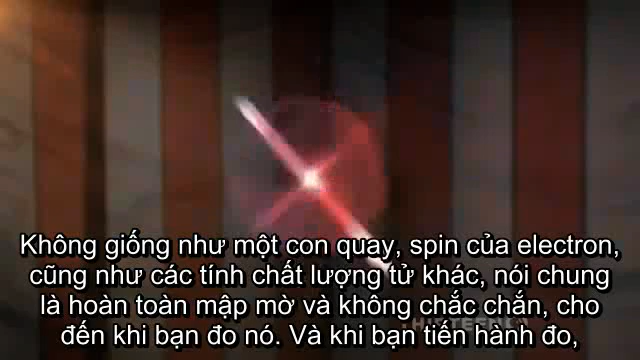 Không giống như một con quay, spin của electron,
cũng như các tính chất lượng tử khác, nói chung
là hoàn toàn mập mờ và không chắc chắn, cho
đến khi bạn đo nó. Và khi bạn tiến hành đo,